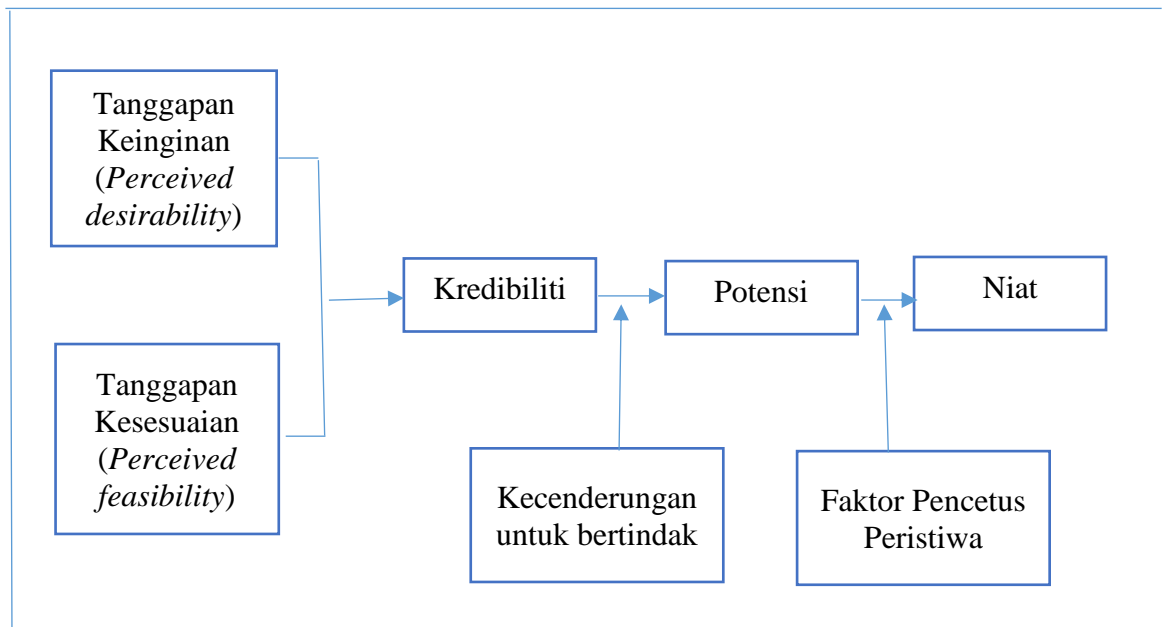 Tanggapan
Keinginan
(Perceived
desirability)
Tanggapan
Kesesuaian
(Perceived
feasibility)
Kredibiliti
Potensi
Niat
Kecenderungan
untuk bertindak
Faktor Pencetus
Peristiwa